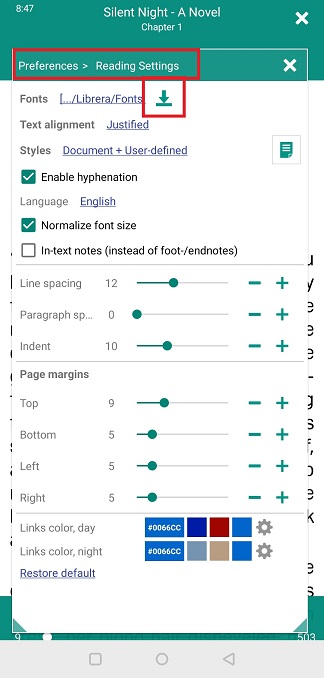 8:47
Silent Night - A Novel
Chapter 1
Preferences > Reading Settings
Fonts [.../Librera/Fonts
Text alignment Justified
Styles Document + User-defined
Enable hyphenation
Language English
Normalize font size
In-text notes (instead of foot-/endnotes)
Line spacing 12
Paragraph sp... 0
Indent 10
Page margins
Top 9
Bottom 5
Left 5
Right 5
Links color, day #0066CC
Links color, night #0066CC
Restore default
9 503